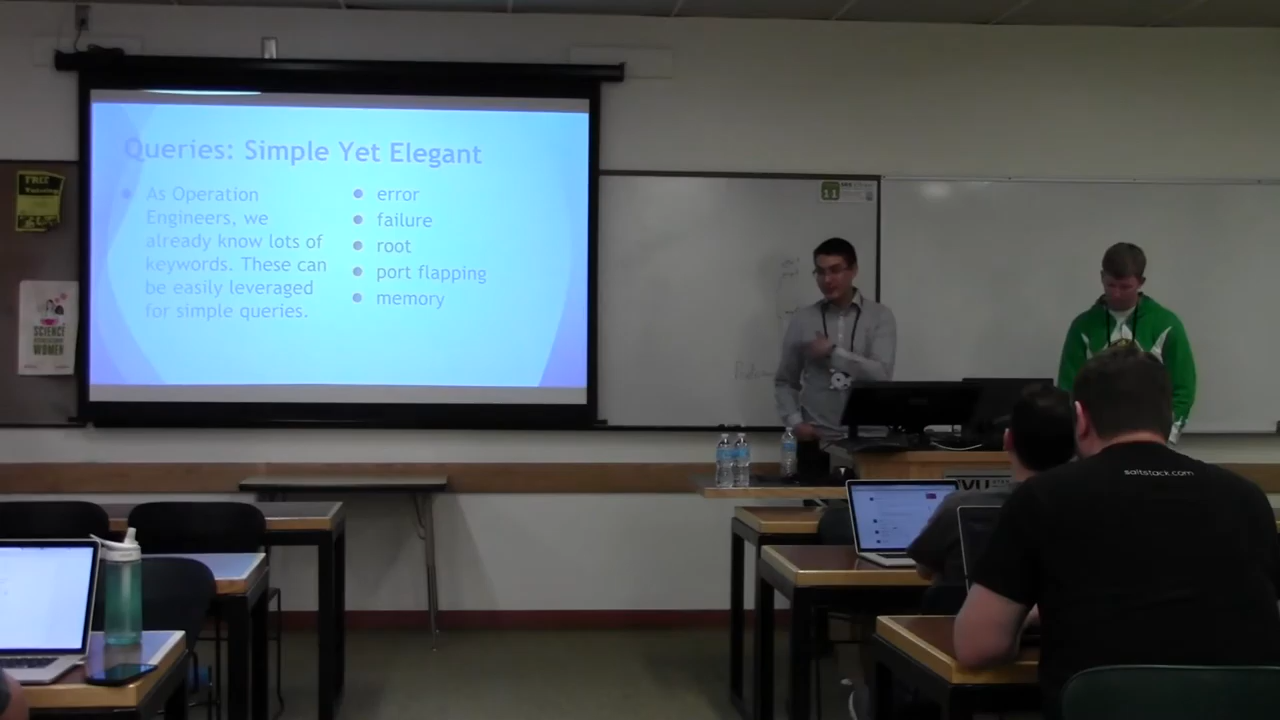 Queries: Simple Yet Elegant
As Operation
Engineers, we
already know lots of
keywords. These can
be easily leveraged
for simple queries.
error
failure
root
port flapping
memory
FREE
SCIENCE
WOMEN
11
saltstack.com